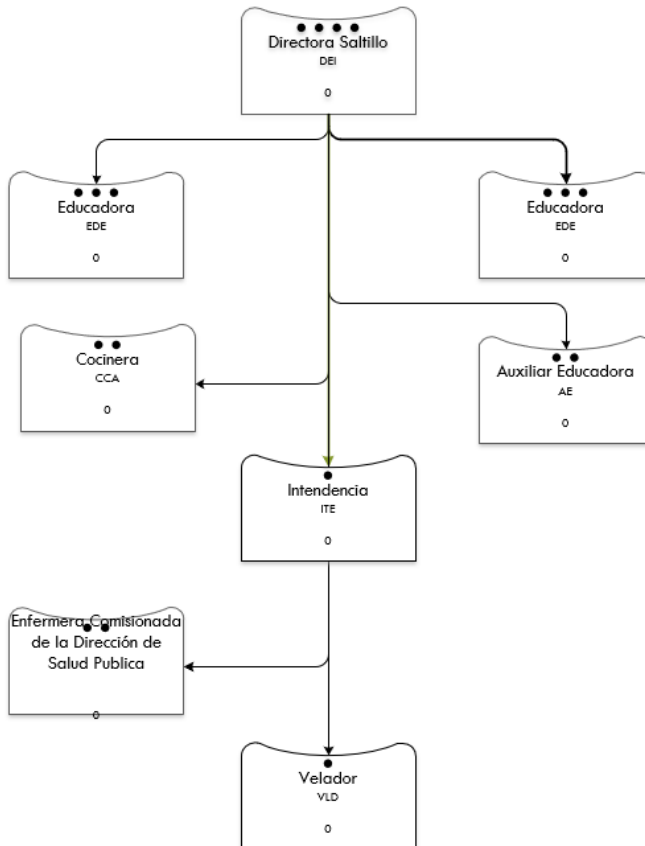 Directora Saltillo
DEI
0
Educadora
EDE
0
Educadora
EDE
0
Cocinera
CCA
0
Auxiliar Educadora
AE
0
Intendencia
ITE
0
Enfermera Comisionada
de la Dirección de
Salud Publica
0
Velador
VLD
0